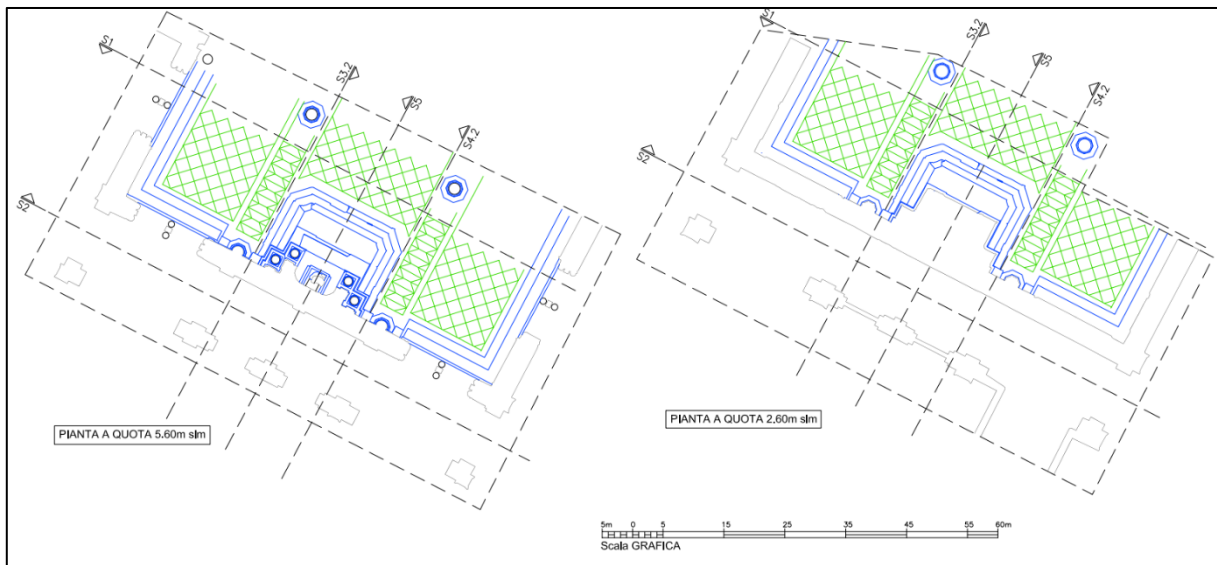 S1
S3.2
S5
S4.2
S2
PIANTA A QUOTA 5.60m slm
S1
S3.2
S5
S4.2
S2
PIANTA A QUOTA 2.60m slm
5m 0 5 15 25 35 45 55 60m
Scala GRAFICA